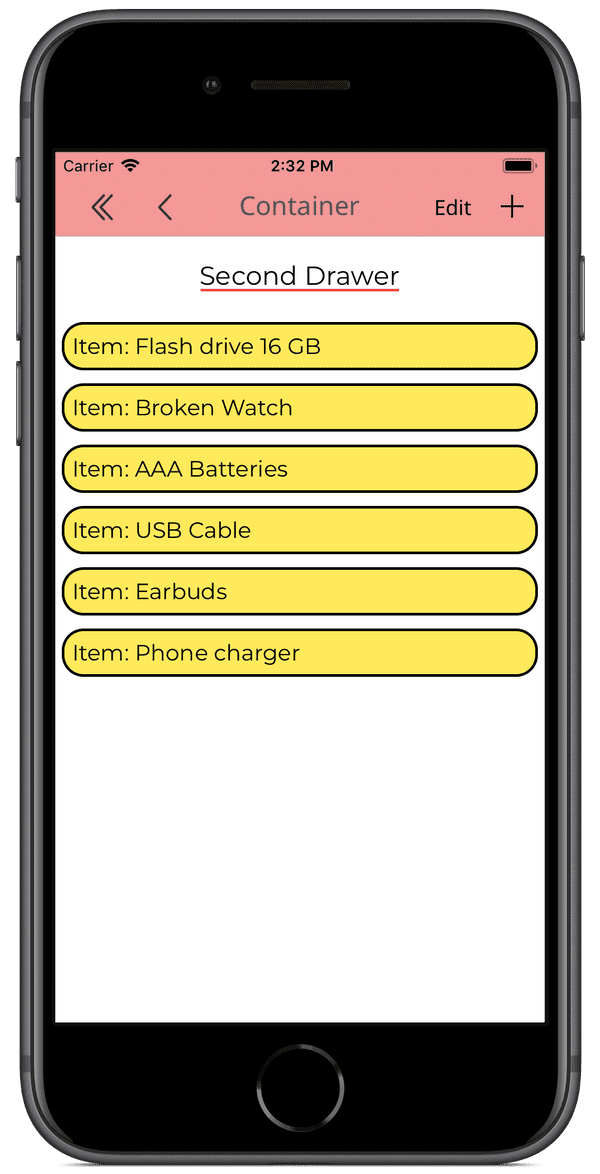 Carrier 2:32 PM
Container Edit
Second Drawer
Item: Flash drive 16 GB
Item: Broken Watch
Item: AAA Batteries
Item: USB Cable
Item: Earbuds
Item: Phone charger